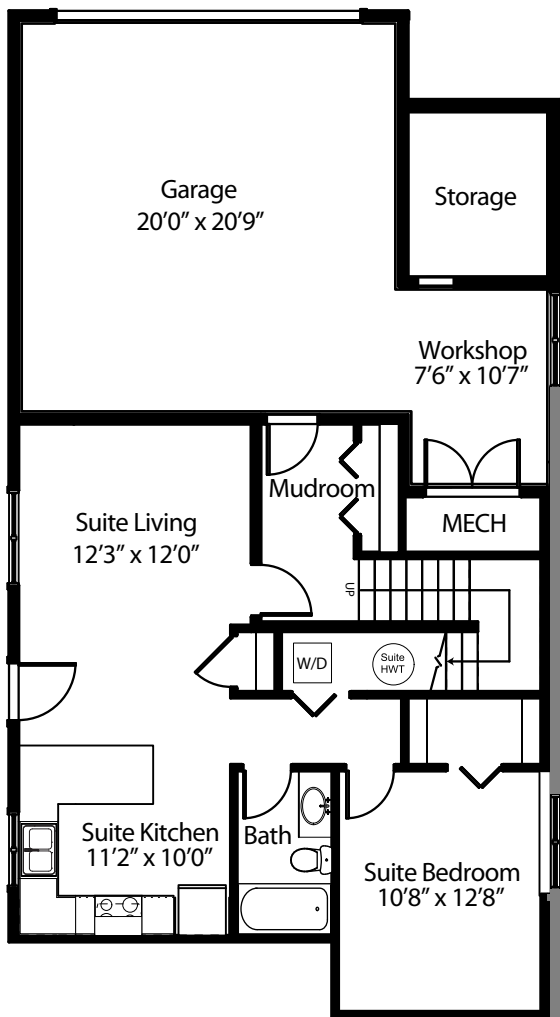 Garage
20'0" x 20'9"
Storage
Workshop
7'6" x 10'7"
Mudroom
MECH
Suite Living
12'3" x 12'0"
UP
W/D
Suite
HWT
Suite Kitchen
11'2" x 10'0"
Bath
Suite Bedroom
10'8" x 12'8"